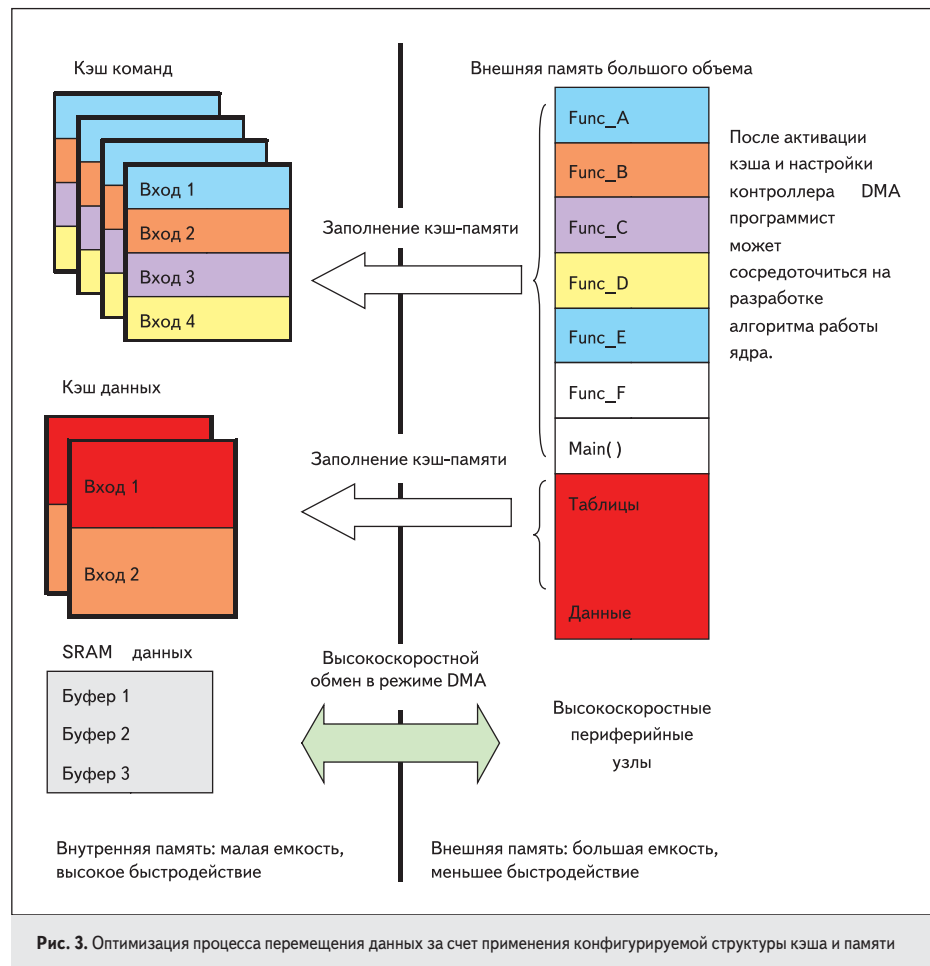 Кэш команд
Вход 1
Вход 2
Вход 3
Вход 4
Заполнение кэш-памяти
Внешняя память большого объема
Func_A
Func_B
Func_C
Func_D
Func_E
Func_F
Main( )
Таблицы
Данные
После активации
кэша и настройки
контроллера DMA
программист
может
сосредоточиться на
разработке
алгоритма работы
ядра.
Кэш данных
Вход 1
Вход 2
Заполнение кэш-памяти
SRAM данных
Буфер 1
Буфер 2
Буфер 3
Высокоскоростной
обмен в режиме DMA
Высокоскоростные
периферийные
узлы
Внутренняя память: малая емкость,
высокое быстродействие
Внешняя память: большая емкость,
меньшее быстродействие
Рис. 3. Оптимизация процесса перемещения данных за счет применения конфигурируемой структуры кэша и памяти